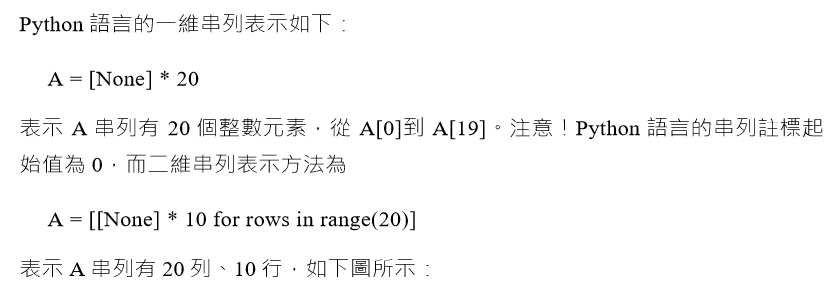 Python 語言的一維串列表示如下：
A = [None] * 20
表示 A 串列有 20 個整數元素，從 A[0]到 A[19]。注意！Python 語言的串列註標起
始值為 0，而二維串列表示方法為
A = [[None] * 10 for rows in range(20)]
表示 A 串列有 20 列、10 行，如下圖所示：